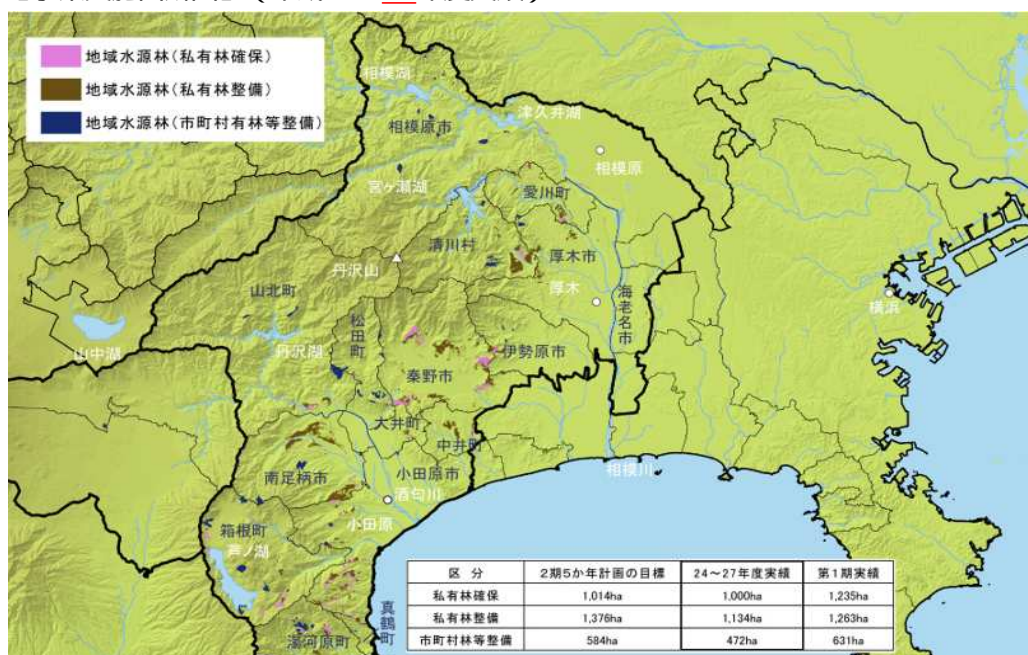 地域水源林(私有林確保)
地域水源林(私有林整備)
地域水源林(市町村有林等整備)
相模湖
津久井湖
相模原市
相模原
宮ヶ瀬湖
愛川町
清川村
厚木市
丹沢山
厚木
海老名市
横浜
山北町
松田町
山中湖
丹沢湖
伊勢原市
秦野市
大井町
中井町
相模川
南足柄市
小田原市
酒匂川
小田原
箱根町
芦ノ湖
真鶴町
湯河原町
区 分 2期5か年計画の目標 24～27年度実績 第1期実績
私有林確保 1,014ha 1,000ha 1,235ha
私有林整備 1,376ha 1,134ha 1,263ha
市町村林等整備 584ha 472ha 631ha